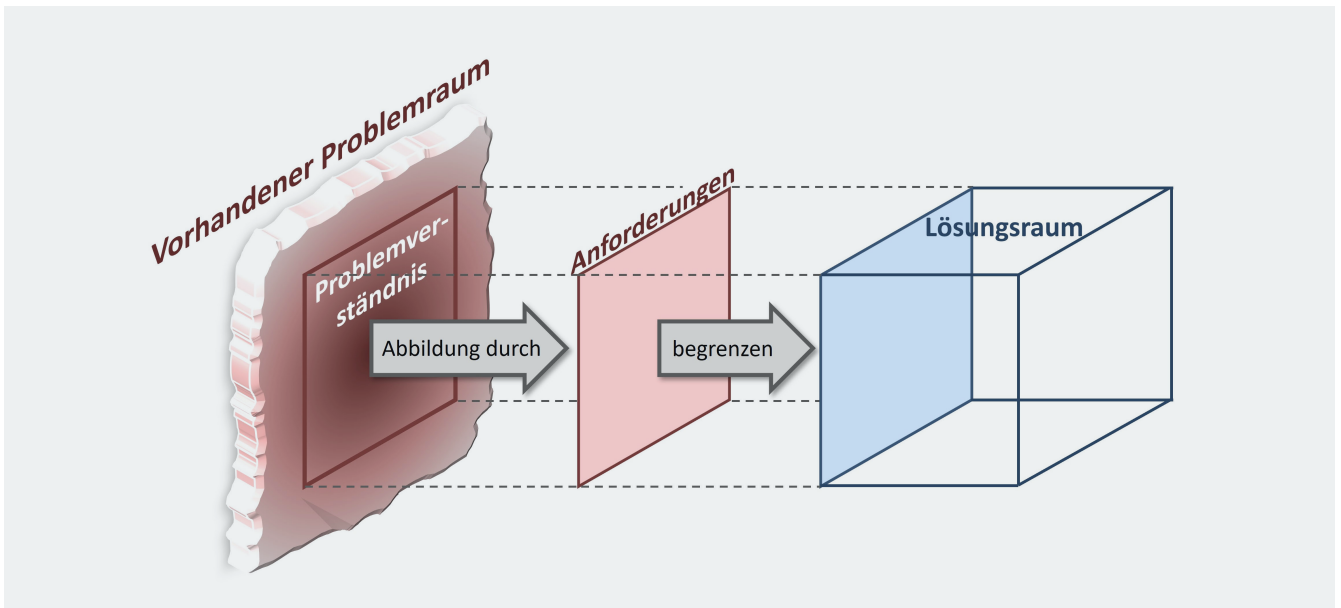 Vorhandener Problemraum
Problemver-
ständnis
Abbildung durch
Anforderungen
begrenzen
Lösungsraum